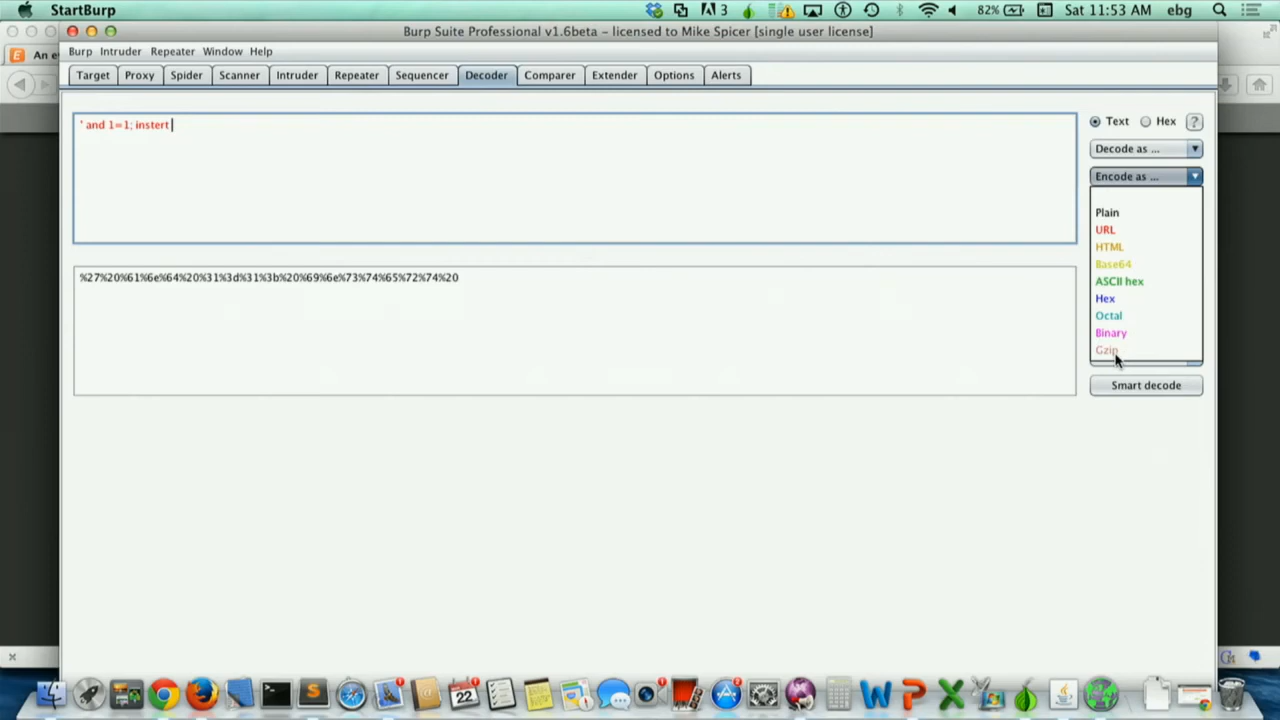 StartBurp 3 82% Sat 11:53 AM ebg
Burp Suite Professional v1.6beta – licensed to Mike Spicer [single user license]
Burp Intruder Repeater Window Help
An e
Target Proxy Spider Scanner Intruder Repeater Sequencer Decoder Comparer Extender Options Alerts
' and 1=1; instert
Text Hex ?
Decode as ...
Encode as ...
Plain
URL
HTML
Base64
ASCII hex
Hex
Octal
Binary
Gzip
%27%20%61%6e%64%20%31%3d%31%3b%20%69%6e%73%74%65%72%74%20
Smart decode
22